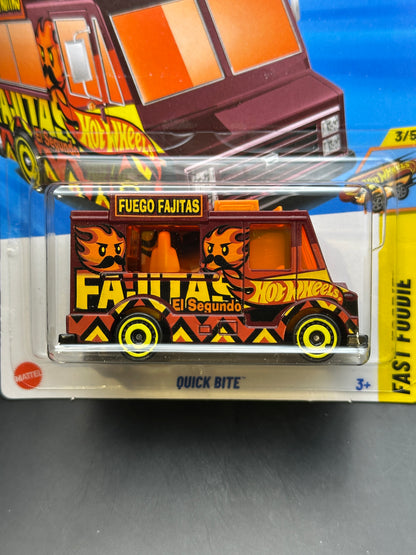 FAJITAS
El Segundo
Hot Wheels
3/5
FAST FOODIE
FUEGO FAJITAS
FAJITAS
El Segundo
Hot Wheels
MATTEL
QUICK BITE™
3+